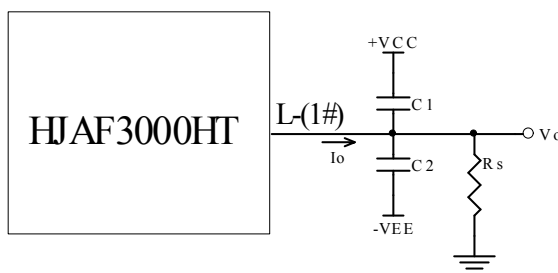 +VCC
C1
L-(1#)
HJAF3000HT
Vo
Io
C2
Rs
-VEE